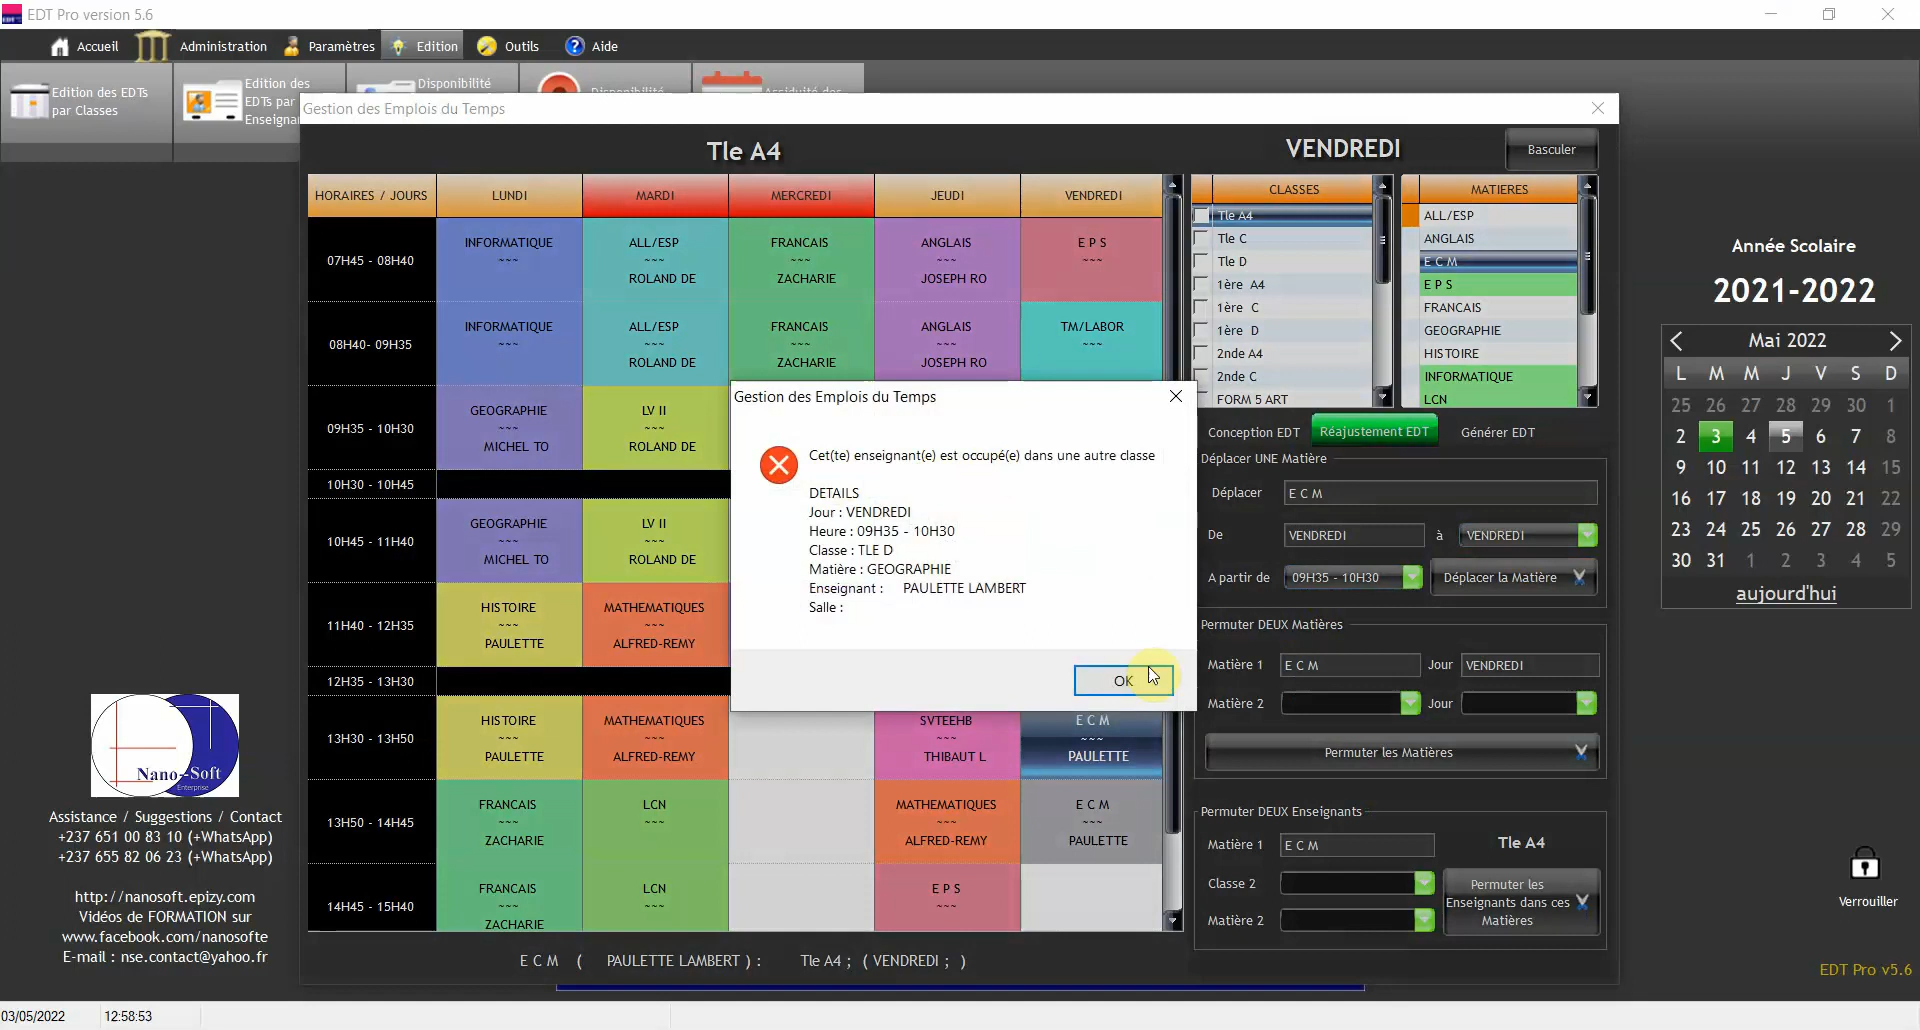 EDT Pro version 5.6
Accueil
Administration
Paramètres
Edition
Outils
Aide
Edition des EDTs
par Classes
Edition des
EDTs par
Enseignan
Disponibilité
Gestion des Emplois du Temps
Tle A4
VENDREDI
Basculer
HORAIRES / JOURS LUNDI MARDI MERCREDI JEUDI VENDREDI
07H45 - 08H40
INFORMATIQUE
~~~
ALL/ESP
~~~
ROLAND DE
FRANCAIS
~~~
ZACHARIE
ANGLAIS
~~~
JOSEPH RO
E P S
~~~
08H40- 09H35
INFORMATIQUE
~~~
ALL/ESP
~~~
ROLAND DE
FRANCAIS
~~~
ZACHARIE
ANGLAIS
~~~
JOSEPH RO
TM/LABOR
~~~
09H35 - 10H30
GEOGRAPHIE
~~~
MICHEL TO
LV II
~~~
ROLAND DE
10H30 - 10H45
10H45 - 11H40
GEOGRAPHIE
~~~
MICHEL TO
LV II
~~~
ROLAND DE
11H40 - 12H35
HISTOIRE
~~~
PAULETTE
MATHEMATIQUES
~~~
ALFRED-REMY
12H35 - 13H30
13H30 - 13H50
HISTOIRE
~~~
PAULETTE
MATHEMATIQUES
~~~
ALFRED-REMY
SVTEEHB
~~~
THIBAUT L
E C M
~~~
PAULETTE
13H50 - 14H45
FRANCAIS
~~~
ZACHARIE
LCN
~~~
MATHEMATIQUES
~~~
ALFRED-REMY
E C M
~~~
PAULETTE
14H45 - 15H40
FRANCAIS
~~~
ZACHARIE
LCN
~~~
E P S
~~~
E C M ( PAULETTE LAMBERT ) : Tle A4 ; ( VENDREDI ; )
Gestion des Emplois du Temps
Cet(te) enseignant(e) est occupé(e) dans une autre classe
DETAILS
Jour : VENDREDI
Heure : 09H35 - 10H30
Classe : TLE D
Matière : GEOGRAPHIE
Enseignant : PAULETTE LAMBERT
Salle :
OK
CLASSES
Tle A4
Tle C
Tle D
1ère A4
1ère C
1ère D
2nde A4
2nde C
FORM 5 ART
MATIERES
ALL/ESP
ANGLAIS
E C M
E P S
FRANCAIS
GEOGRAPHIE
HISTOIRE
INFORMATIQUE
LCN
Conception EDT
Réajustement EDT
Générer EDT
Déplacer UNE Matière
Déplacer E C M
De VENDREDI à VENDREDI
A partir de 09H35 - 10H30 Déplacer la Matière
Permuter DEUX Matières
Matière 1 E C M Jour VENDREDI
Matière 2 Jour
Permuter les Matières
Permuter DEUX Enseignants
Matière 1 E C M Tle A4
Classe 2
Matière 2
Permuter les
Enseignants dans ces
Matières
Année Scolaire
2021-2022
Mai 2022
L M M J V S D
25 26 27 28 29 30 1
2 3 4 5 6 7 8
9 10 11 12 13 14 15
16 17 18 19 20 21 22
23 24 25 26 27 28 29
30 31 1 2 3 4 5
aujourd'hui
Verrouiller
EDT Pro v5.6
Nano-Soft
Enterprise
Assistance / Suggestions / Contact
+237 651 00 83 10 (+WhatsApp)
+237 655 82 06 23 (+WhatsApp)
http://nanosoft.epizy.com
Vidéos de FORMATION sur
www.facebook.com/nanosofte
E-mail : nse.contact@yahoo.fr
03/05/2022
12:58:53